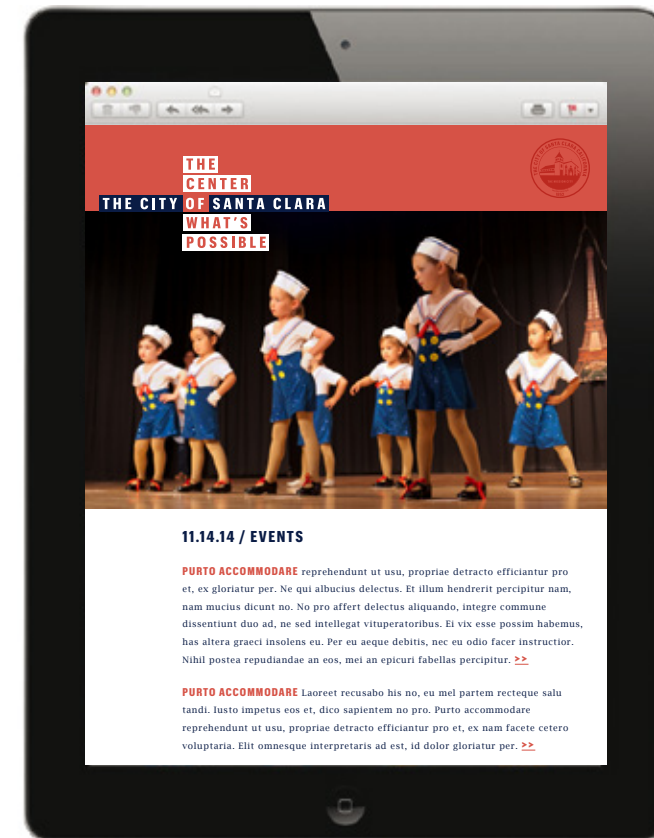 THE
CENTER
THE CITY OF SANTA CLARA
WHAT'S
POSSIBLE
11.14.14 / EVENTS
PURTO ACCOMMODARE reprehendunt ut usu, propriae detracto efficiantur pro
et, ex gloriatur per. Ne qui albucius delectus. Et illum hendrerit percipitur nam,
nam mucius dicunt no. No pro affert delectus aliquando, integre commune
dissentiunt duo ad, ne sed intellegat vituperatoribus. Ei vix esse possim habemus,
has altera graeci insolens eu. Per eu aeque debitis, nec eu odio facer instructior.
Nihil postea repudiandae an eos, mei an epicuri fabellas percipitur. >>
PURTO ACCOMMODARE Laoreet recusabo his no, eu mel partem recteque salu
tandi. Iusto impetus eos et, dico sapientem no pro. Purto accommodare
reprehendunt ut usu, propriae detracto efficiantur pro et, ex nam facete cetero
voluptaria. Elit omnesque interpretaris ad est, id dolor gloriatur per. >>